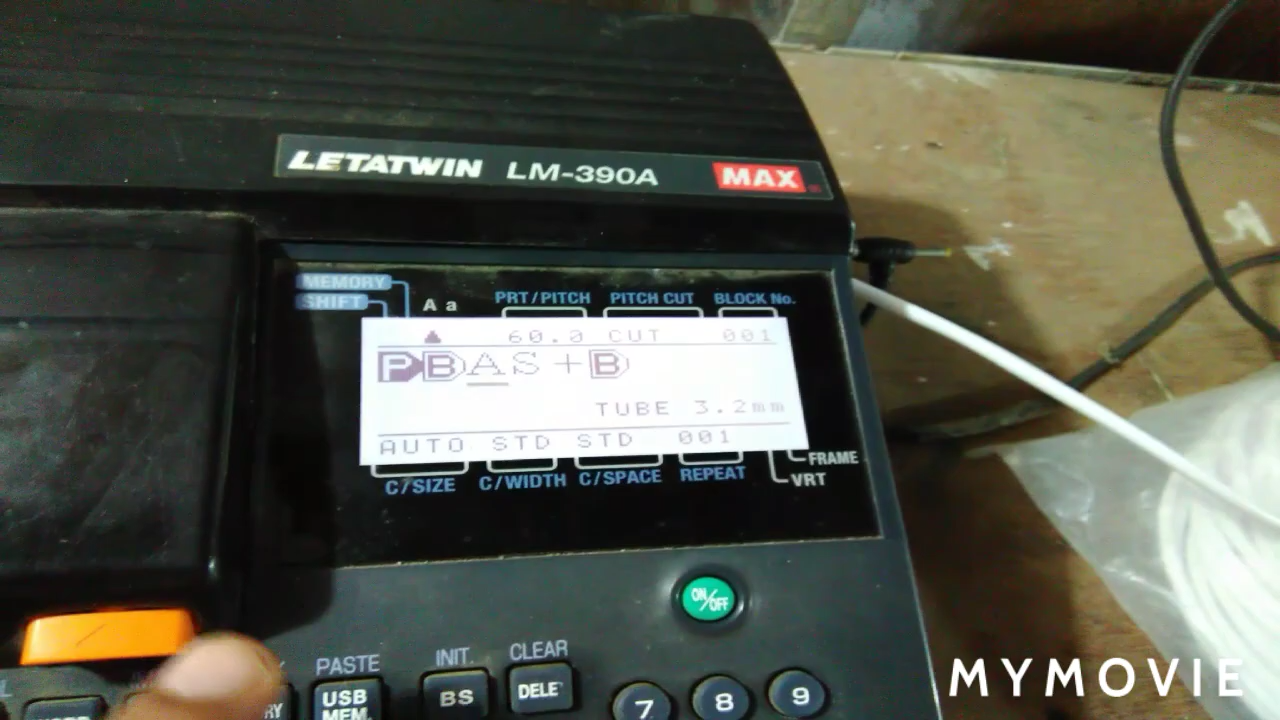 LETATWIN LM-390A MAX
MEMORY
SHIFT
A a PRT/PITCH PITCH CUT BLOCK No.
60.0 CUT 001
PBAS+B
TUBE 3.2mm
AUTO STD STD 001
C/SIZE C/WIDTH C/SPACE REPEAT
FRAME
VRT
ON/OFF
PASTE INIT. CLEAR
USB MEM. BS DELE
7 8 9
MYMOVIE